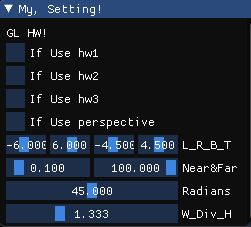 My, Setting!
GL HW!
If Use hw1
If Use hw2
If Use hw3
If Use perspective
-6.000 6.000 -4.500 4.500 L_R_B_T
0.100 100.000 Near&Far
45.000 Radians
1.333 W_Div_H